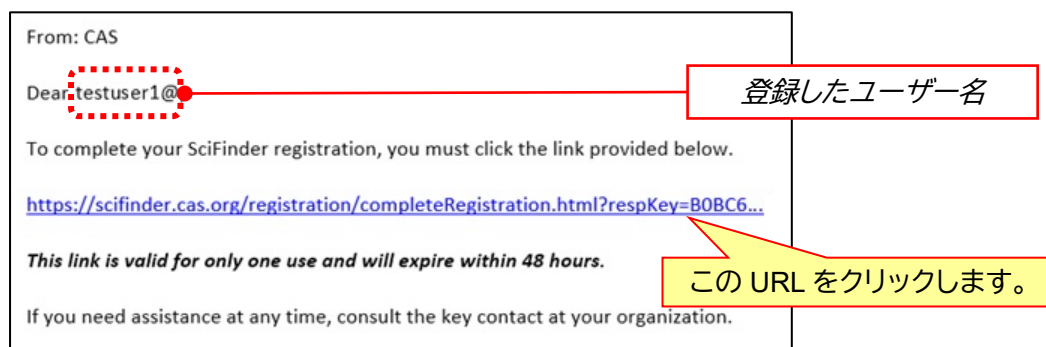 From: CAS
Dear testuser1@
登録したユーザー名
To complete your SciFinder registration, you must click the link provided below.
https://scifinder.cas.org/registration/completeRegistration.html?respKey=B0BC6...
This link is valid for only one use and will expire within 48 hours.
この URL をクリックします。
If you need assistance at any time, consult the key contact at your organization.